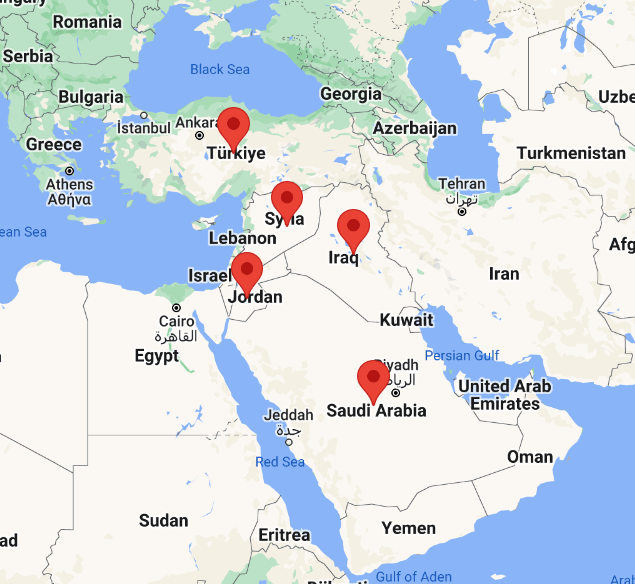 Romania
Serbia
Black Sea
Bulgaria
Georgia
Uzbe
İstanbul
Ankara
Azerbaijan
Greece
Türkiye
Turkmenistan
Athens
Αθήνα
Tehran
تهران
Syria
ean Sea
Lebanon
Afg
Iraq
Israel
Iran
Jordan
Cairo
القاهرة
Kuwait
Egypt
Persian Gulf
Riyadh
United Arab
Emirates
Saudi Arabia
Jeddah
جدة
Oman
Red Sea
Sudan
Yemen
Eritrea
ad
Gulf of Aden
Arab